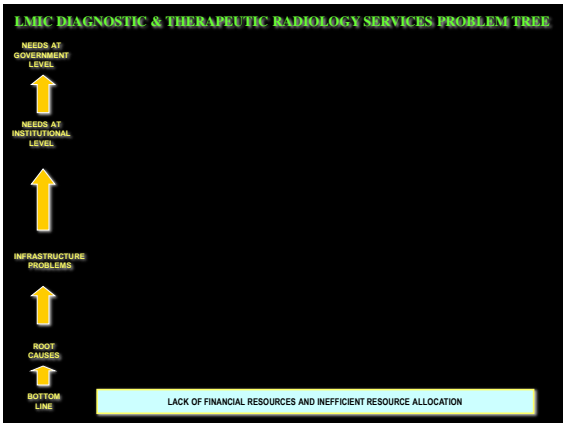 LMIC DIAGNOSTIC & THERAPEUTIC RADIOLOGY SERVICES PROBLEM TREE
NEEDS AT
GOVERNMENT
LEVEL
NEEDS AT
INSTITUTIONAL
LEVEL
INFRASTRUCTURE
PROBLEMS
ROOT
CAUSES
BOTTOM
LINE
LACK OF FINANCIAL RESOURCES AND INEFFICIENT RESOURCE ALLOCATION